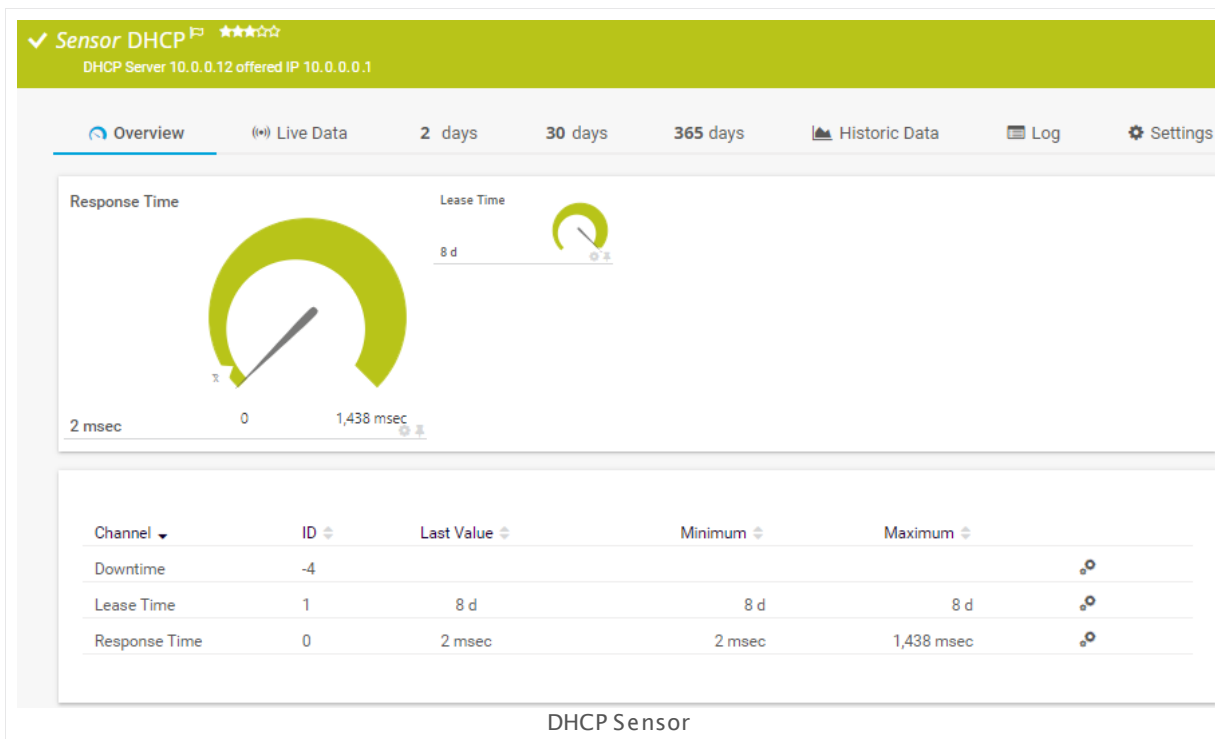 Sensor DHCP
DHCP Server 10.0.0.12 offered IP 10.0.0.0.1
Overview Live Data 2 days 30 days 365 days Historic Data Log Settings
Response Time
Lease Time
8 d
0 1,438 msec
2 msec
Channel ID Last Value Minimum Maximum
Downtime -4
Lease Time 1 8 d 8 d 8 d
Response Time 0 2 msec 2 msec 1,438 msec
DHCP Sensor